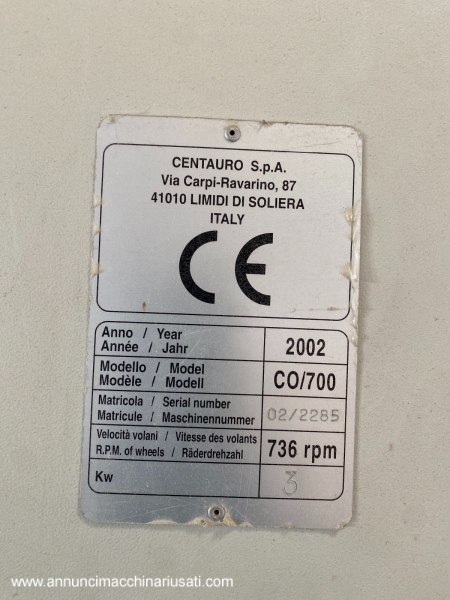 CENTAURO S.p.A.
Via Carpi-Ravarino, 87
41010 LIMIDI DI SOLIERA
ITALY
CE
Anno / Year
Année / Jahr
2002
Modello / Model
Modèle / Modell
CO/700
Matricola / Serial number
Matricule / Maschinennummer
02/2285
Velocità volani / Vitesse des volants
R.P.M. of wheels / Räderdrehzahl
736 rpm
Kw
3
www.annuncimacchinariusati.com